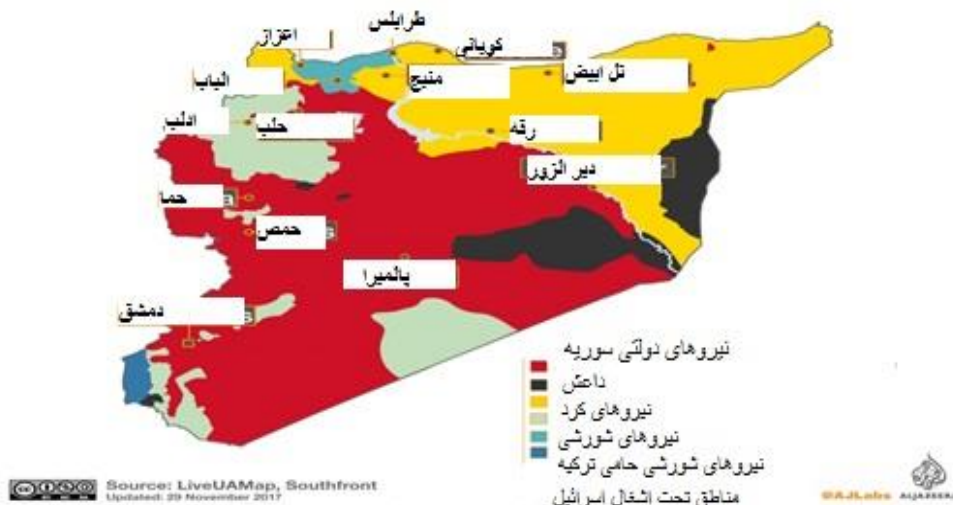 طرابلس
اعزاز
کوبانی
الباب
منبج
تل ابیض
ادلب
حلب
رقه
دیر الزور
حما
حمص
پالمیرا
دمشق
نیروهای دولتی سوریه
داعش
نیروهای کرد
نیروهای شورشی
نیروهای شورشی حامی ترکیه
مناطق تحت اشغال اسرائیل
Source: LiveUAMap, Southfront
Updated: 29 November 2017
@AJLabs ALJAZEERA